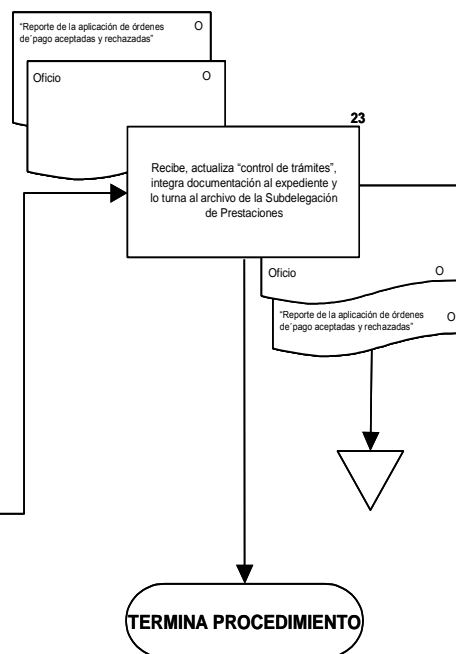 “Reporte de la aplicación de órdenes O
de´pago aceptadas y rechazadas”
Oficio O
23
Recibe, actualiza “control de trámites”,
integra documentación al expediente y
lo turna al archivo de la Subdelegación
de Prestaciones
Oficio O
“Reporte de la aplicación de órdenes O
de´pago aceptadas y rechazadas”
TERMINA PROCEDIMIENTO